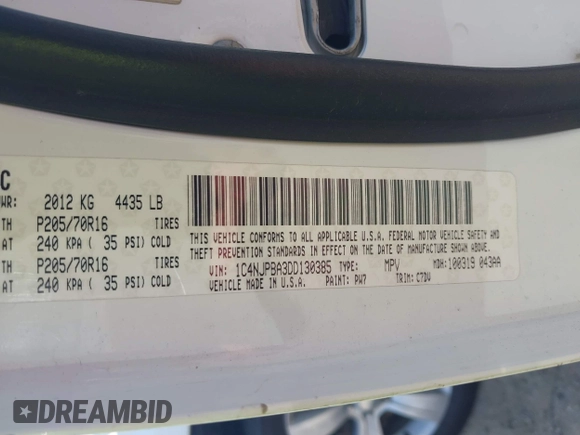 C
WR: 2012 KG 4435 LB
TH P205/70R16 TIRES
AT 240 KPA ( 35 PSI) COLD
TH P205/70R16 TIRES
AT 240 KPA ( 35 PSI) COLD
THIS VEHICLE CONFORMS TO ALL APPLICABLE U.S.A. FEDERAL MOTOR VEHICLE SAFETY AND
THEFT PREVENTION STANDARDS IN EFFECT ON THE DATE OF MANUFACTURE SHOWN ABOVE.
VIN: 1C4NJPBA3DD130385 TYPE: MPV MDH: 100319 043AA
VEHICLE MADE IN U.S.A. PAINT: PW7 TRIM: C7DV
DREAMBID